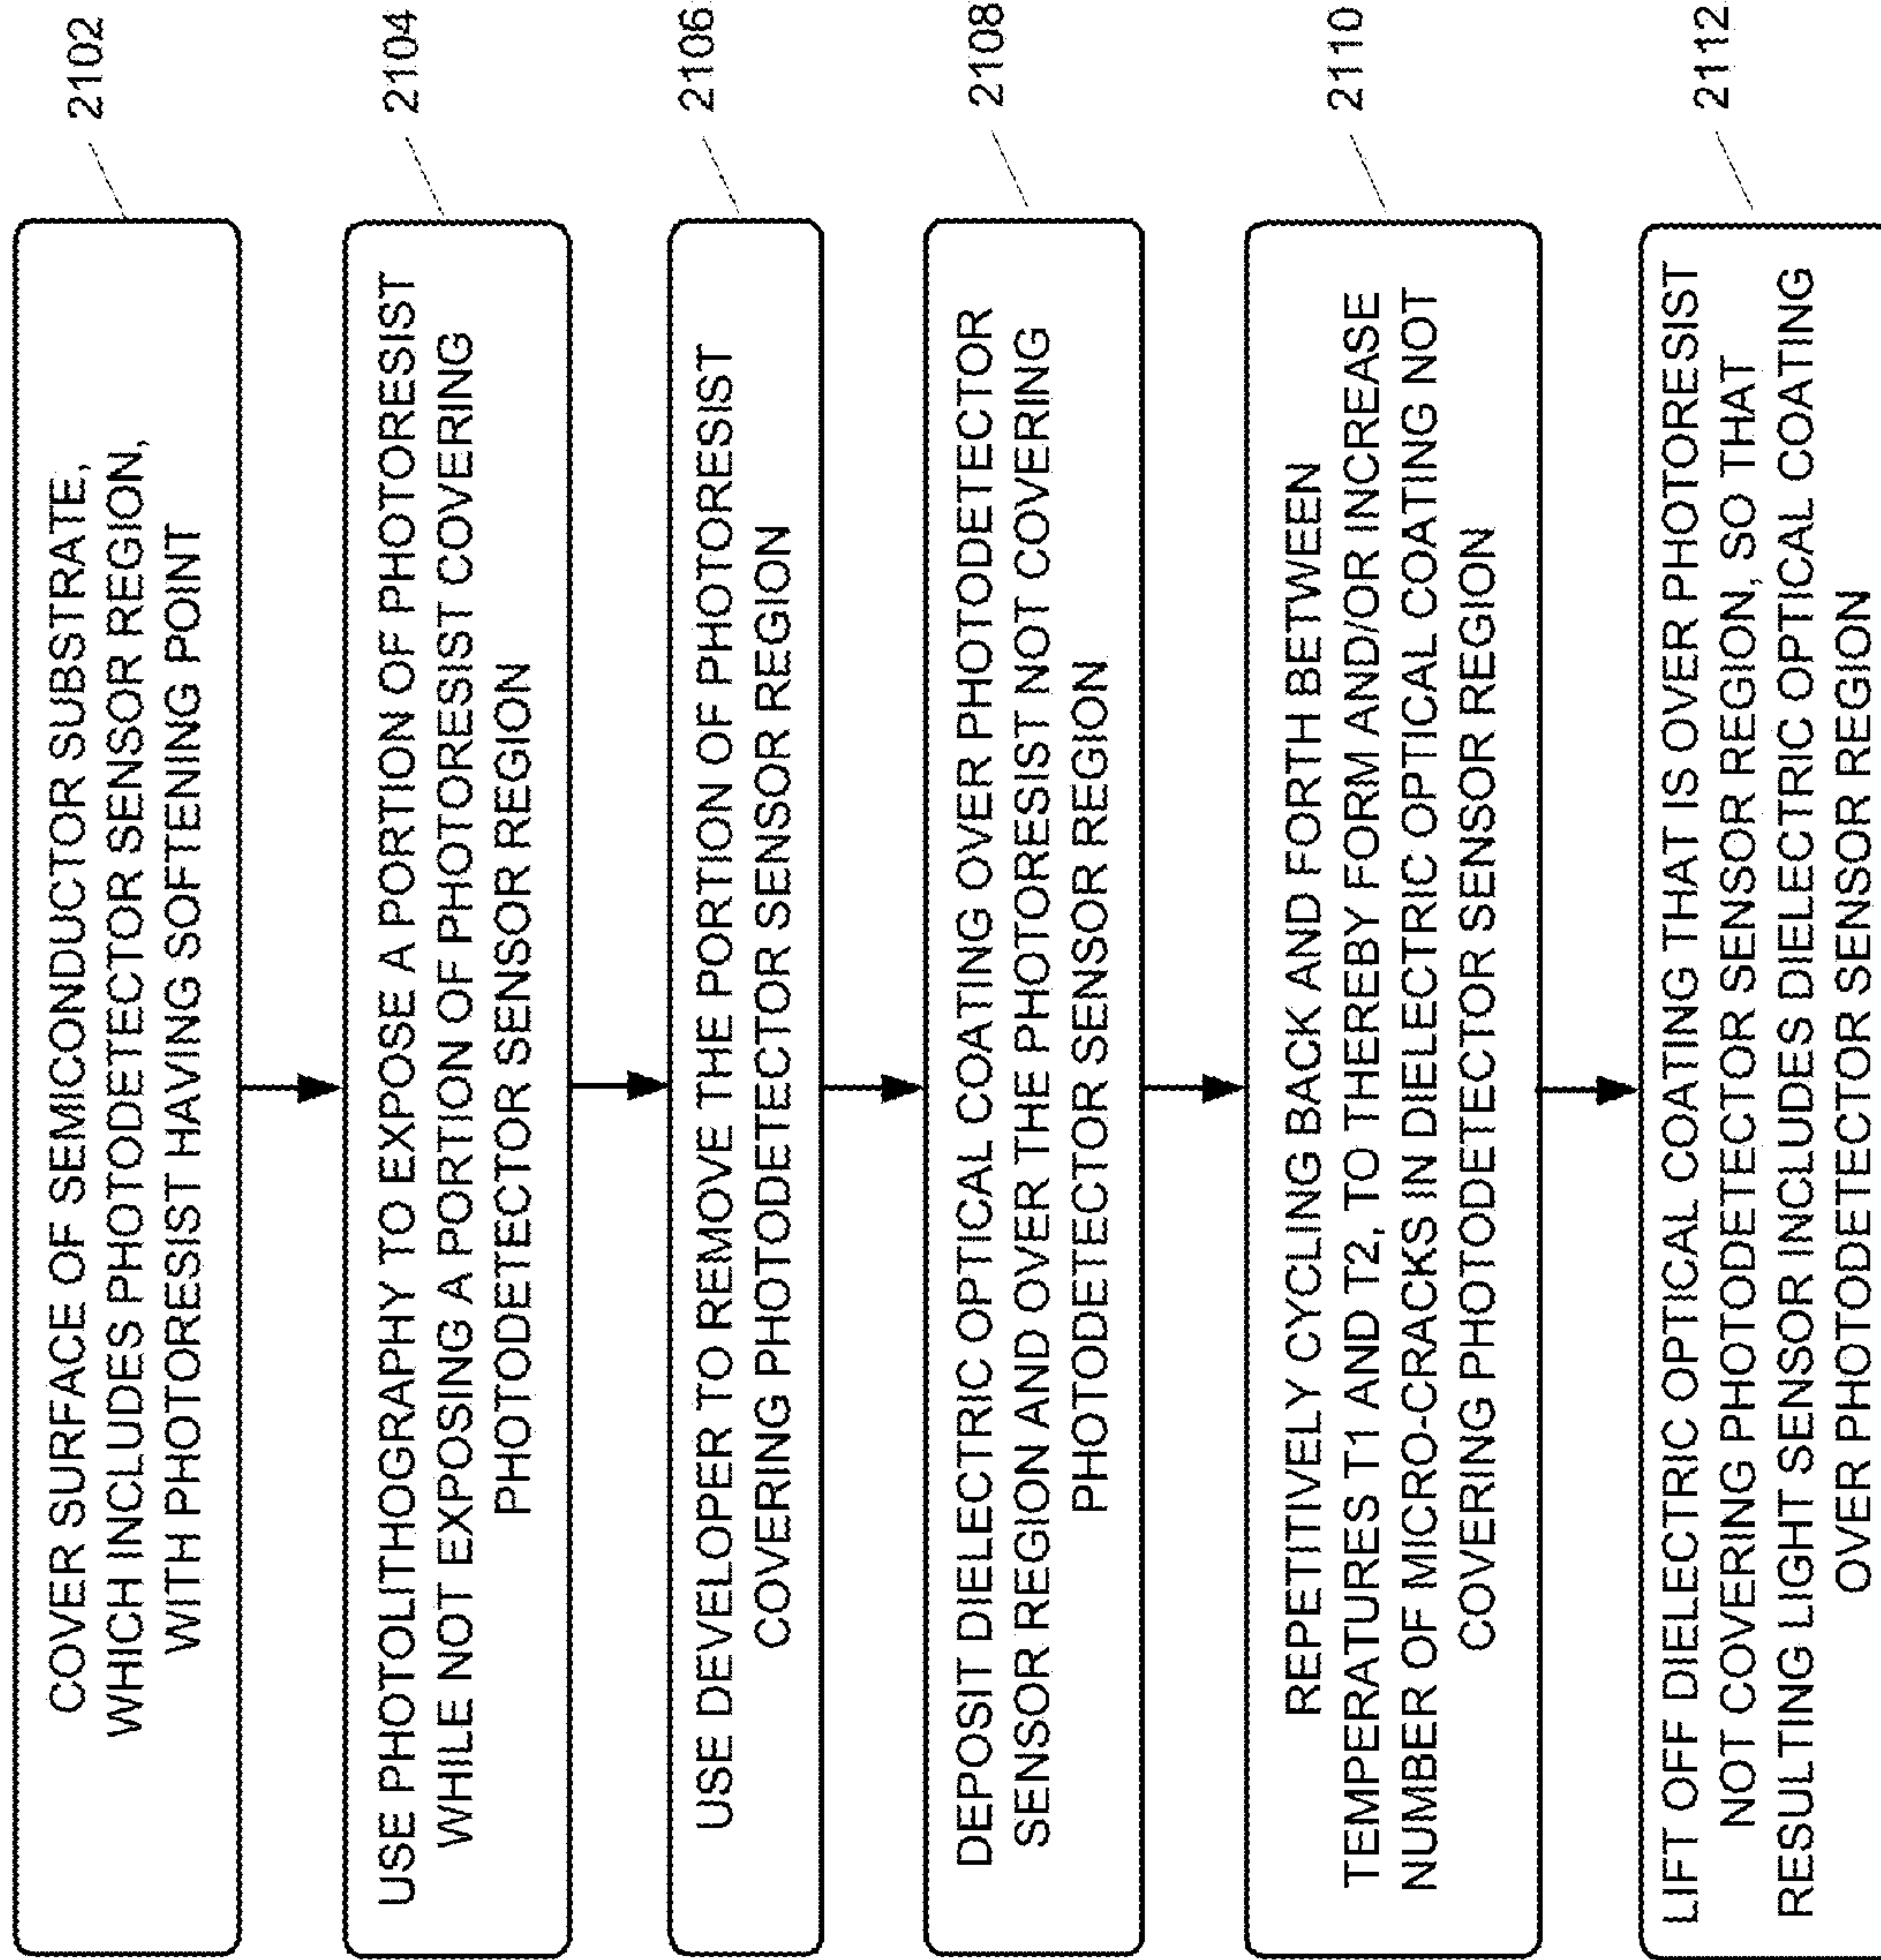 COVER SURFACE OF SEMICONDUCTOR SUBSTRATE,
WHICH INCLUDES PHOTODETECTOR SENSOR REGION,
WITH PHOTORESIST HAVING SOFTENING POINT
2102
USE PHOTOLITHOGRAPHY TO EXPOSE A PORTION OF PHOTORESIST
WHILE NOT EXPOSING A PORTION OF PHOTORESIST COVERING
PHOTODETECTOR SENSOR REGION
2104
USE DEVELOPER TO REMOVE THE PORTION OF PHOTORESIST
COVERING PHOTODETECTOR SENSOR REGION
2106
DEPOSIT DIELECTRIC OPTICAL COATING OVER PHOTODETECTOR
SENSOR REGION AND OVER THE PHOTORESIST NOT COVERING
PHOTODETECTOR SENSOR REGION
2108
REPETITIVELY CYCLING BACK AND FORTH BETWEEN
TEMPERATURES T1 AND T2, TO THEREBY FORM AND/OR INCREASE
NUMBER OF MICRO-CRACKS IN DIELECTRIC OPTICAL COATING NOT
COVERING PHOTODETECTOR SENSOR REGION
2110
LIFT OFF DIELECTRIC OPTICAL COATING THAT IS OVER PHOTORESIST
NOT COVERING PHOTODETECTOR SENSOR REGION, SO THAT
RESULTING LIGHT SENSOR INCLUDES DIELECTRIC OPTICAL COATING
OVER PHOTODETECTOR SENSOR REGION
2112